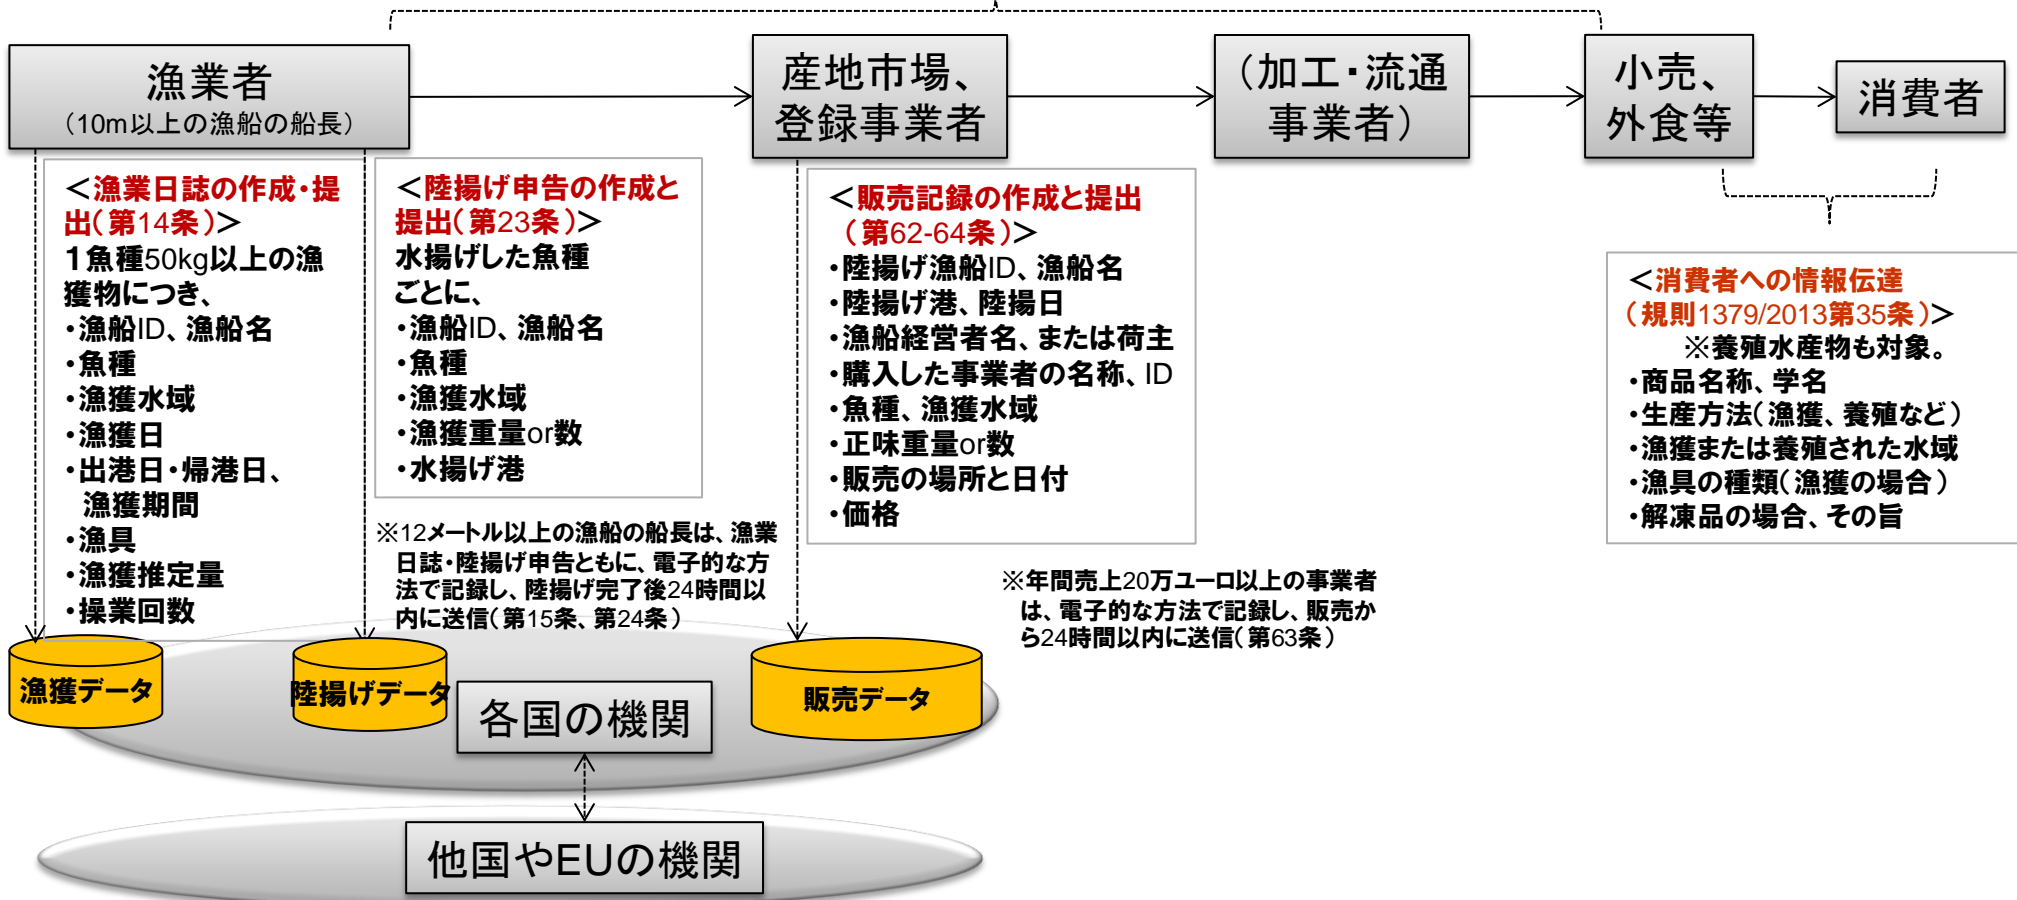 漁業者
（10m以上の漁船の船長）
産地市場、
登録事業者
（加工・流通
事業者）
小売、
外食等
消費者
＜漁業日誌の作成・提
出（第14条）＞
1魚種50kg以上の漁
獲物につき、
・漁船ID、漁船名
・魚種
・漁獲水域
・漁獲日
・出港日・帰港日、
漁獲期間
・漁具
・漁獲推定量
・操業回数
＜陸揚げ申告の作成と
提出（第23条）＞
水揚げした魚種
ごとに、
・漁船ID、漁船名
・魚種
・漁獲水域
・漁獲重量or数
・水揚げ港
※12メートル以上の漁船の船長は、漁業
日誌・陸揚げ申告ともに、電子的な方
法で記録し、陸揚げ完了後24時間以
内に送信（第15条、第24条）
＜販売記録の作成と提出
（第62-64条）＞
・陸揚げ漁船ID、漁船名
・陸揚げ港、陸揚日
・漁船経営者名、または荷主
・購入した事業者の名称、ID
・魚種、漁獲水域
・正味重量or数
・販売の場所と日付
・価格
※年間売上20万ユーロ以上の事業者
は、電子的な方法で記録し、販売か
ら24時間以内に送信（第63条）
＜消費者への情報伝達
（規則1379/2013第35条）＞
※養殖水産物も対象。
・商品名称、学名
・生産方法（漁獲、養殖など）
・漁獲または養殖された水域
・漁具の種類（漁獲の場合）
・解凍品の場合、その旨
漁獲データ
陸揚げデータ
販売データ
各国の機関
他国やEUの機関